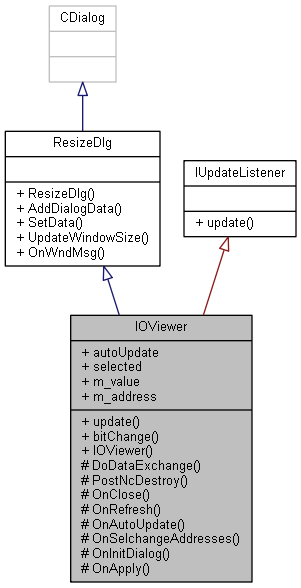 CDialog
ResizeDlg
+ ResizeDlg()
+ AddDialogData()
+ SetData()
+ UpdateWindowSize()
+ OnWndMsg()
IUpdateListener
+ update()
IOViewer
+ autoUpdate
+ selected
+ m_value
+ m_address
+ update()
+ bitChange()
+ IOViewer()
# DoDataExchange()
# PostNcDestroy()
# OnClose()
# OnRefresh()
# OnAutoUpdate()
# OnSelchangeAddresses()
# OnInitDialog()
# OnApply()